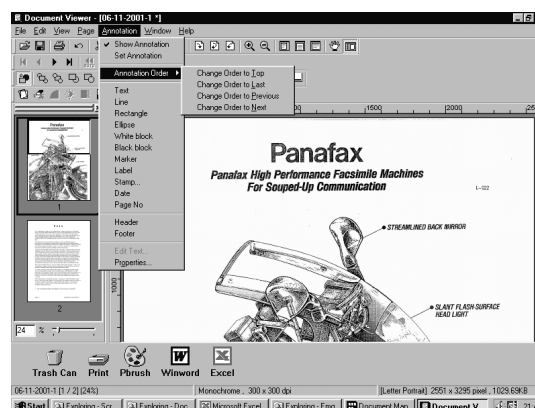 Document Viewer - [06-11-2001-1 *]
File Edit View Page Annotation Window Help
Show Annotation
Set Annotation
Annotation Order
Change Order to Top
Change Order to Last
Change Order to Previous
Change Order to Next
Text
Line
Rectangle
Ellipse
White block
Black block
Marker
Label
Stamp...
Date
Page No
Header
Footer
Edit Text...
Properties...
1500
2000
1000
Panafax
Panafax High Performance Facsimile Machines
For Souped-Up Communication
L-022
STREAMLINED BACK MIRROR
SLANT FLASH-SURFACE
HEAD LIGHT
Panafax
1
2
24 %
Trash Can Print Pbrush Winword Excel
06-11-2001-1 [1 / 2] (24%) Monochrome , 300 x 300 dpi [Letter Portrait] 2551 x 3295 pixel , 1029.69KB
Start Exploring - Scr... Exploring - Doc... Microsoft Excel Exploring - Emg... Document Man... Document V...